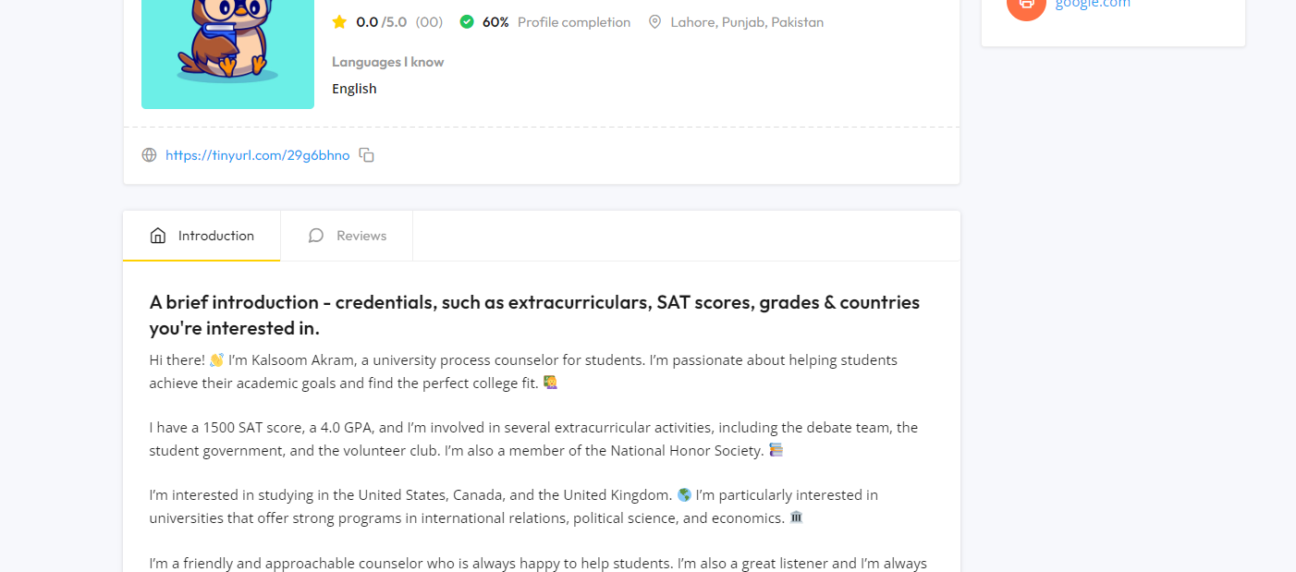 0.0 /5.0 (00) 60% Profile completion Lahore, Punjab, Pakistan
google.com
Languages I know
English
https://tinyurl.com/29g6bhno
Introduction
Reviews
A brief introduction - credentials, such as extracurriculars, SAT scores, grades & countries
you're interested in.
Hi there! 👋 I’m Kalsoom Akram, a university process counselor for students. I’m passionate about helping students
achieve their academic goals and find the perfect college fit. 🙋‍♀️
I have a 1500 SAT score, a 4.0 GPA, and I’m involved in several extracurricular activities, including the debate team, the
student government, and the volunteer club. I’m also a member of the National Honor Society. 📚
I’m interested in studying in the United States, Canada, and the United Kingdom. 🌎 I’m particularly interested in
universities that offer strong programs in international relations, political science, and economics. 🏛️
I’m a friendly and approachable counselor who is always happy to help students. I’m also a great listener and I’m always